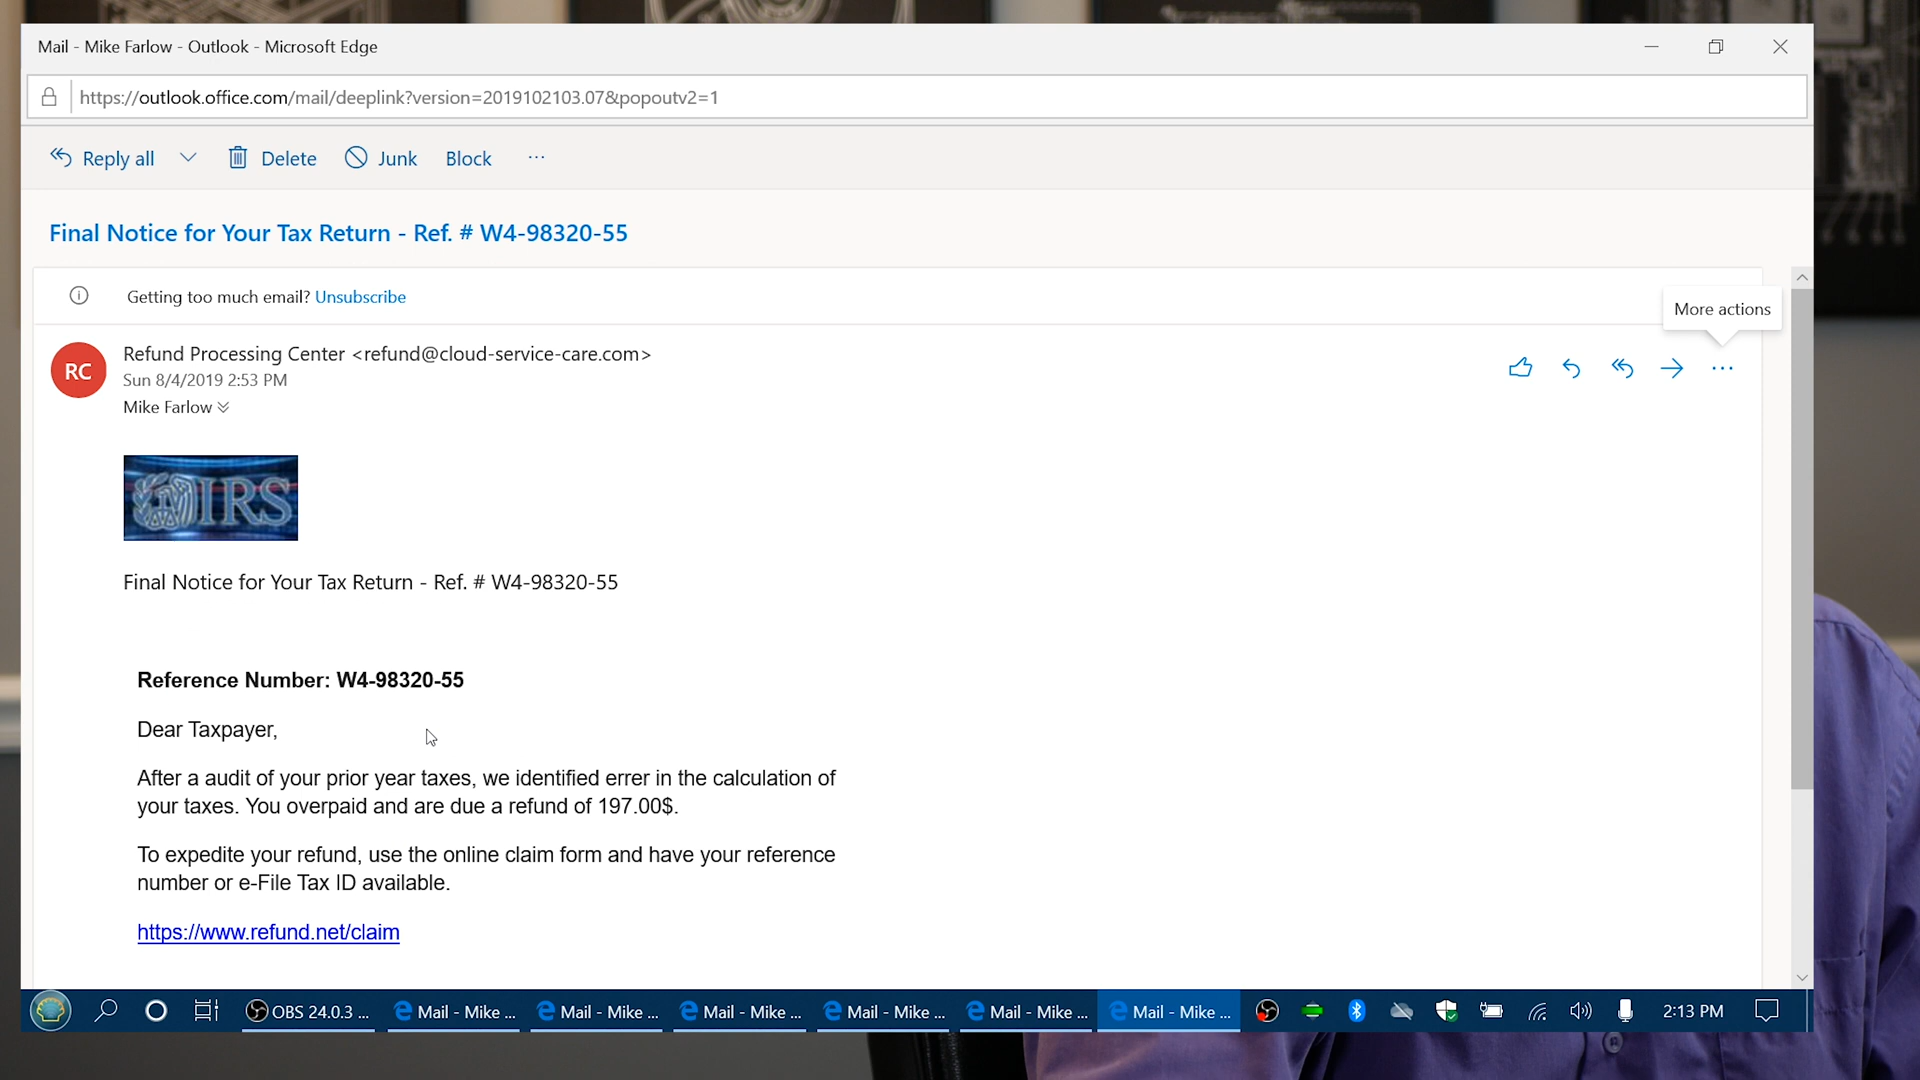 Mail - Mike Farlow - Outlook - Microsoft Edge
https://outlook.office.com/mail/deeplink?version=2019102103.07&popoutv2=1
Reply all
Delete
Junk
Block
Final Notice for Your Tax Return - Ref. # W4-98320-55
Getting too much email? Unsubscribe
More actions
RC
Refund Processing Center <refund@cloud-service-care.com>
Sun 8/4/2019 2:53 PM
Mike Farlow
IRS
Final Notice for Your Tax Return - Ref. # W4-98320-55
Reference Number: W4-98320-55
Dear Taxpayer,
After a audit of your prior year taxes, we identified errer in the calculation of
your taxes. You overpaid and are due a refund of 197.00$.
To expedite your refund, use the online claim form and have your reference
number or e-File Tax ID available.
https://www.refund.net/claim
OBS 24.0.3 ...
Mail - Mike ...
Mail - Mike ...
Mail - Mike ...
Mail - Mike ...
Mail - Mike ...
Mail - Mike ...
2:13 PM